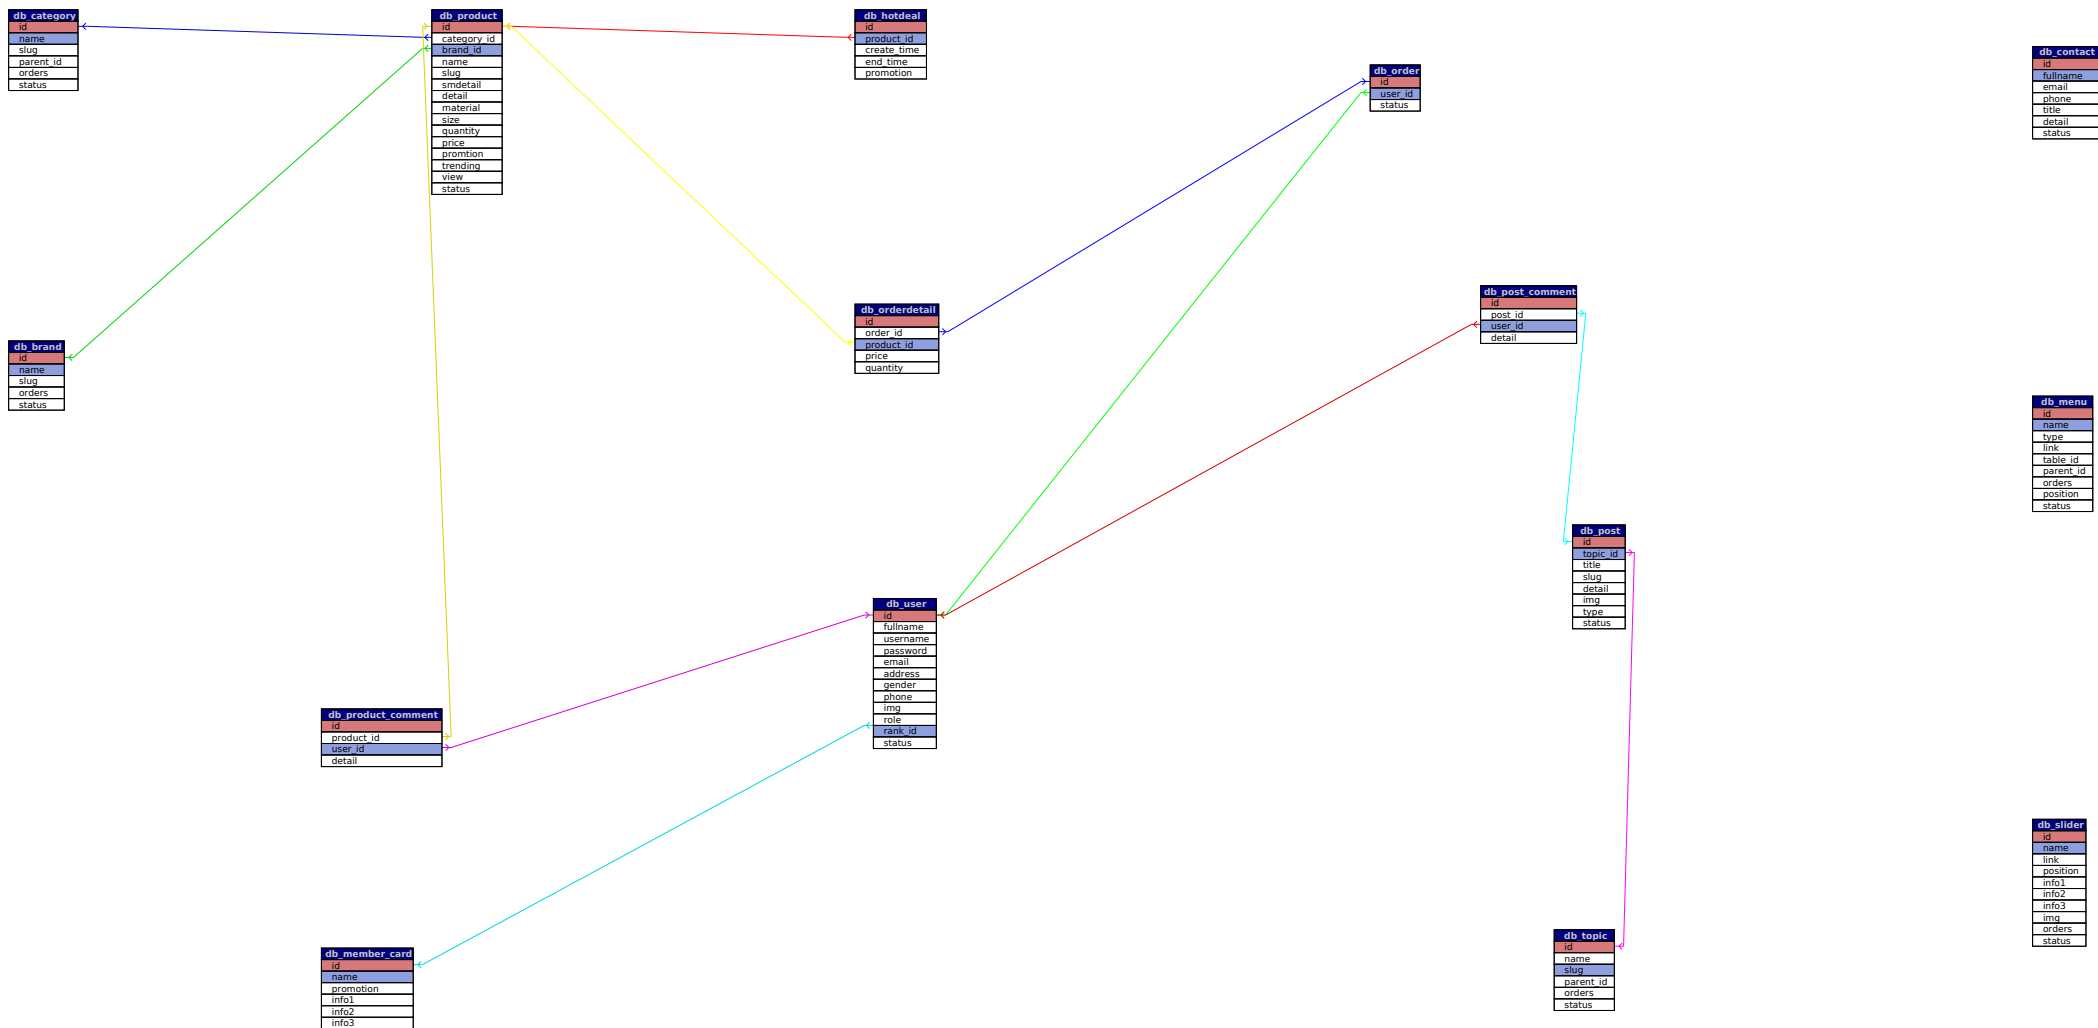 db_category
id
name
slug
parent_id
orders
status
db_product
id
category_id
brand_id
name
slug
smdetail
detail
material
size
quantity
price
promtion
trending
view
status
db_hotdeal
id
product_id
create_time
end_time
promotion
db_order
id
user_id
status
db_contact
id
fullname
email
phone
title
detail
status
db_brand
id
name
slug
orders
status
db_orderdetail
id
order_id
product_id
price
quantity
db_post_comment
id
post_id
user_id
detail
db_menu
id
name
type
link
table_id
parent_id
orders
position
status
db_post
id
topic_id
title
slug
detail
img
type
status
db_user
id
fullname
username
password
email
address
gender
phone
img
role
rank_id
status
db_product_comment
id
product_id
user_id
detail
db_slider
id
name
link
position
info1
info2
info3
img
orders
status
db_member_card
id
name
promotion
info1
info2
info3
db_topic
id
name
slug
parent_id
orders
status